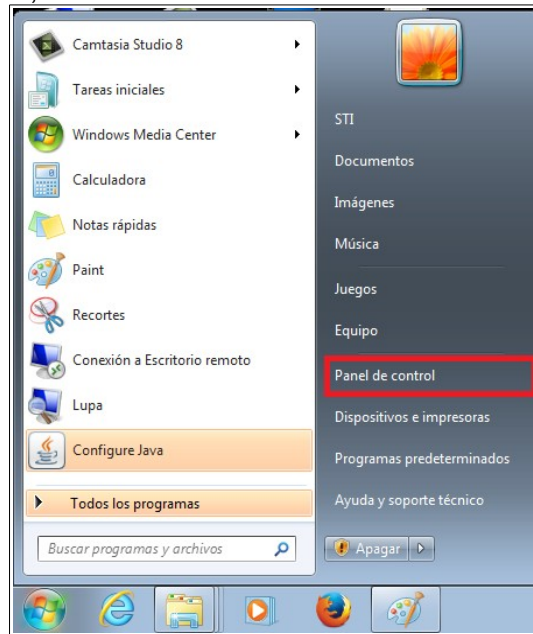 Camtasia Studio 8
Tareas iniciales
Windows Media Center
Calculadora
Notas rápidas
Paint
Recortes
Conexión a Escritorio remoto
Lupa
Configure Java
Todos los programas
Buscar programas y archivos
STI
Documentos
Imágenes
Música
Juegos
Equipo
Panel de control
Dispositivos e impresoras
Programas predeterminados
Ayuda y soporte técnico
Apagar